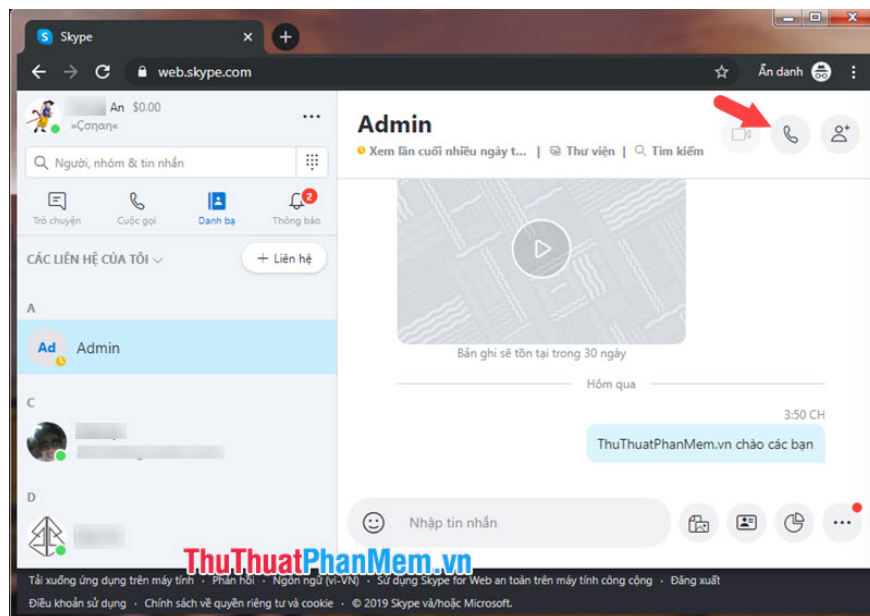 Skype
web.skype.com
Ẩn danh
An $0.00
»Çọnąn«
Người, nhóm & tin nhắn
Trò chuyện
Cuộc gọi
Danh bạ
Thông báo
2
CÁC LIÊN HỆ CỦA TÔI
Liên hệ
A
Ad Admin
C
D
Admin
Xem lần cuối nhiều ngày t... | Thư viện | Tìm kiếm
Bản ghi sẽ tồn tại trong 30 ngày
Hôm qua
3:50 CH
ThuThuatPhanMem.vn chào các bạn
Nhập tin nhắn
ThuThuatPhanMem.vn
Tải xuống ứng dụng trên máy tính · Phản hồi · Ngôn ngữ (vi-VN) · Sử dụng Skype for Web an toàn trên máy tính công cộng · Đăng xuất
Điều khoản sử dụng · Chính sách về quyền riêng tư và cookie · © 2019 Skype và/hoặc Microsoft.